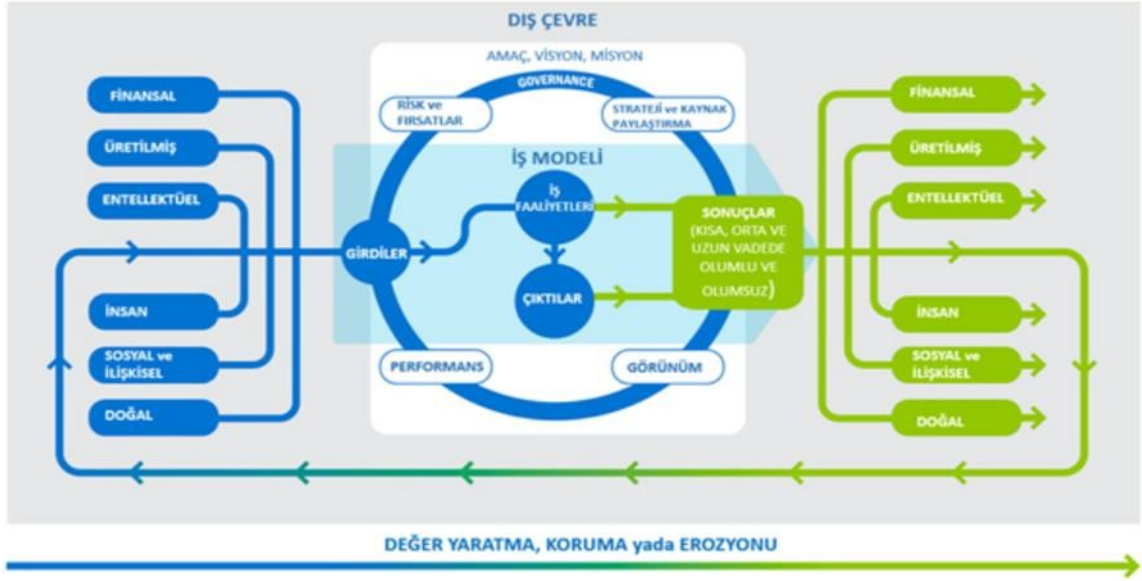 DIŞ ÇEVRE
AMAÇ, VİSYON, MİSYON
GOVERNANCE
FİNANSAL
ÜRETİLMİŞ
ENTELLEKTÜEL
İNSAN
SOSYAL ve
İLİŞKİSEL
DOĞAL
RİSK ve
FIRSATLAR
STRATEJİ ve KAYNAK
PAYLAŞTIRMA
İŞ MODELİ
GİRDİLER
İŞ
FAALİYETLERİ
ÇIKTILAR
SONUÇLAR
(KISA, ORTA VE
UZUN VADEDE
OLUMLU VE
OLUMSUZ)
PERFORMANS
GÖRÜNÜM
FİNANSAL
ÜRETİLMİŞ
ENTELLEKTÜEL
İNSAN
SOSYAL ve
İLİŞKİSEL
DOĞAL
DEĞER YARATMA, KORUMA yada EROZYONU